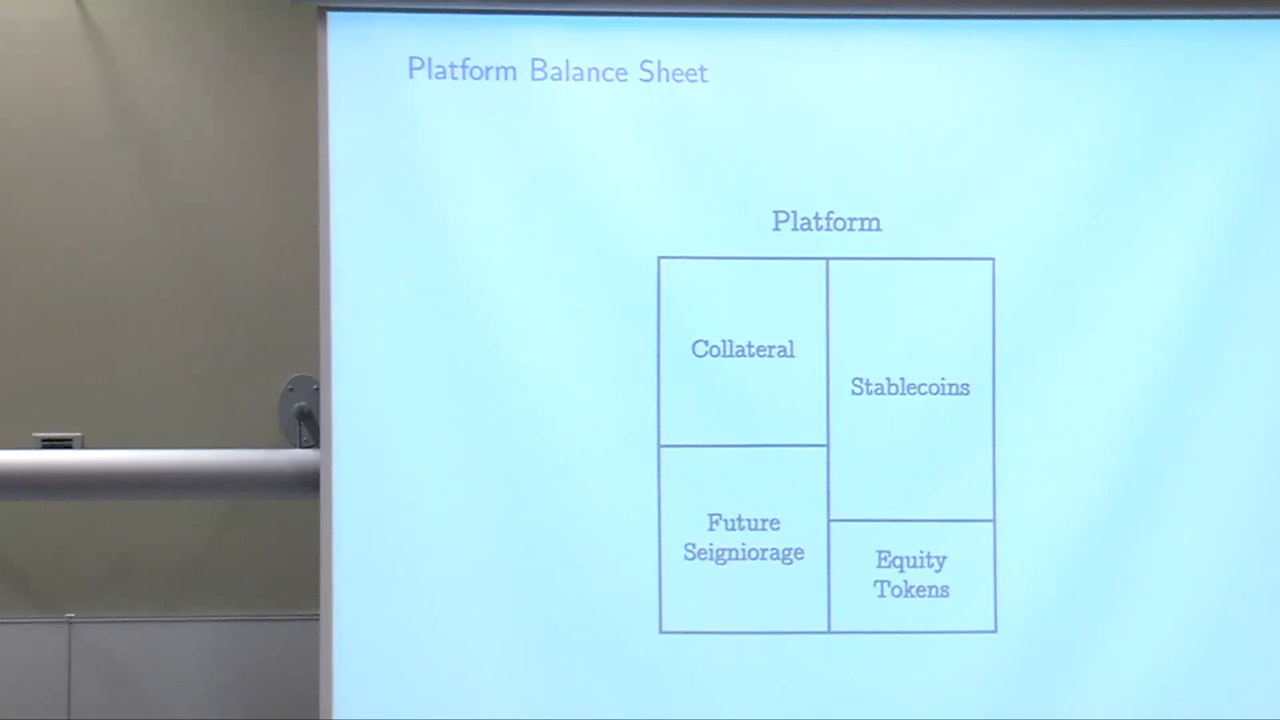 Platform Balance Sheet
Platform
Collateral
Stablecoins
Future
Seigniorage
Equity
Tokens